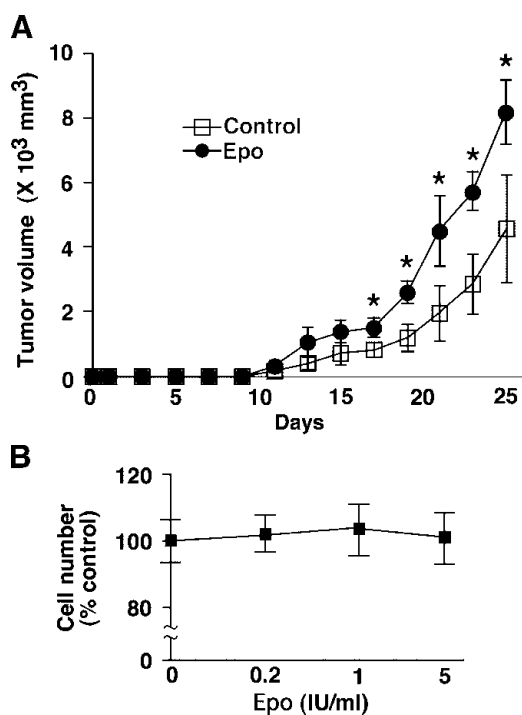 A
Tumor volume (X 10³ mm³)
10
8
6
4
2
0
Control
Epo
*
*
*
*
*
0
5
10
15
20
25
Days
B
Cell number
(% control)
120
100
80
0
0
0.2
1
5
Epo (IU/ml)